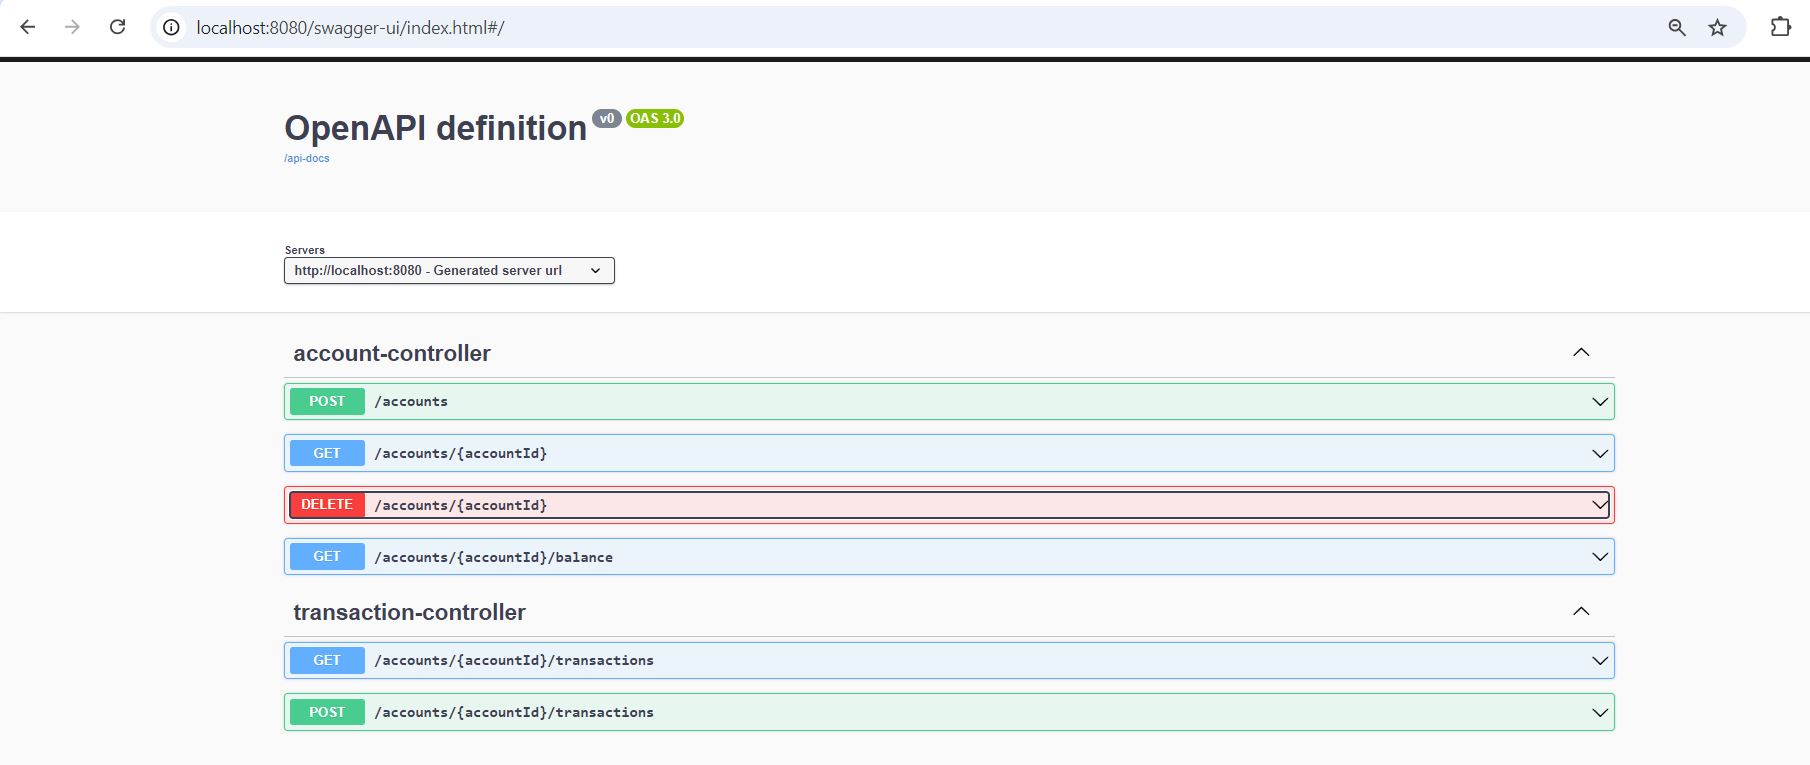 localhost:8080/swagger-ui/index.html#/
OpenAPI definition v0 OAS 3.0
/api-docs
Servers
http://localhost:8080 - Generated server url
account-controller
POST /accounts
GET /accounts/{accountId}
DELETE /accounts/{accountId}
GET /accounts/{accountId}/balance
transaction-controller
GET /accounts/{accountId}/transactions
POST /accounts/{accountId}/transactions